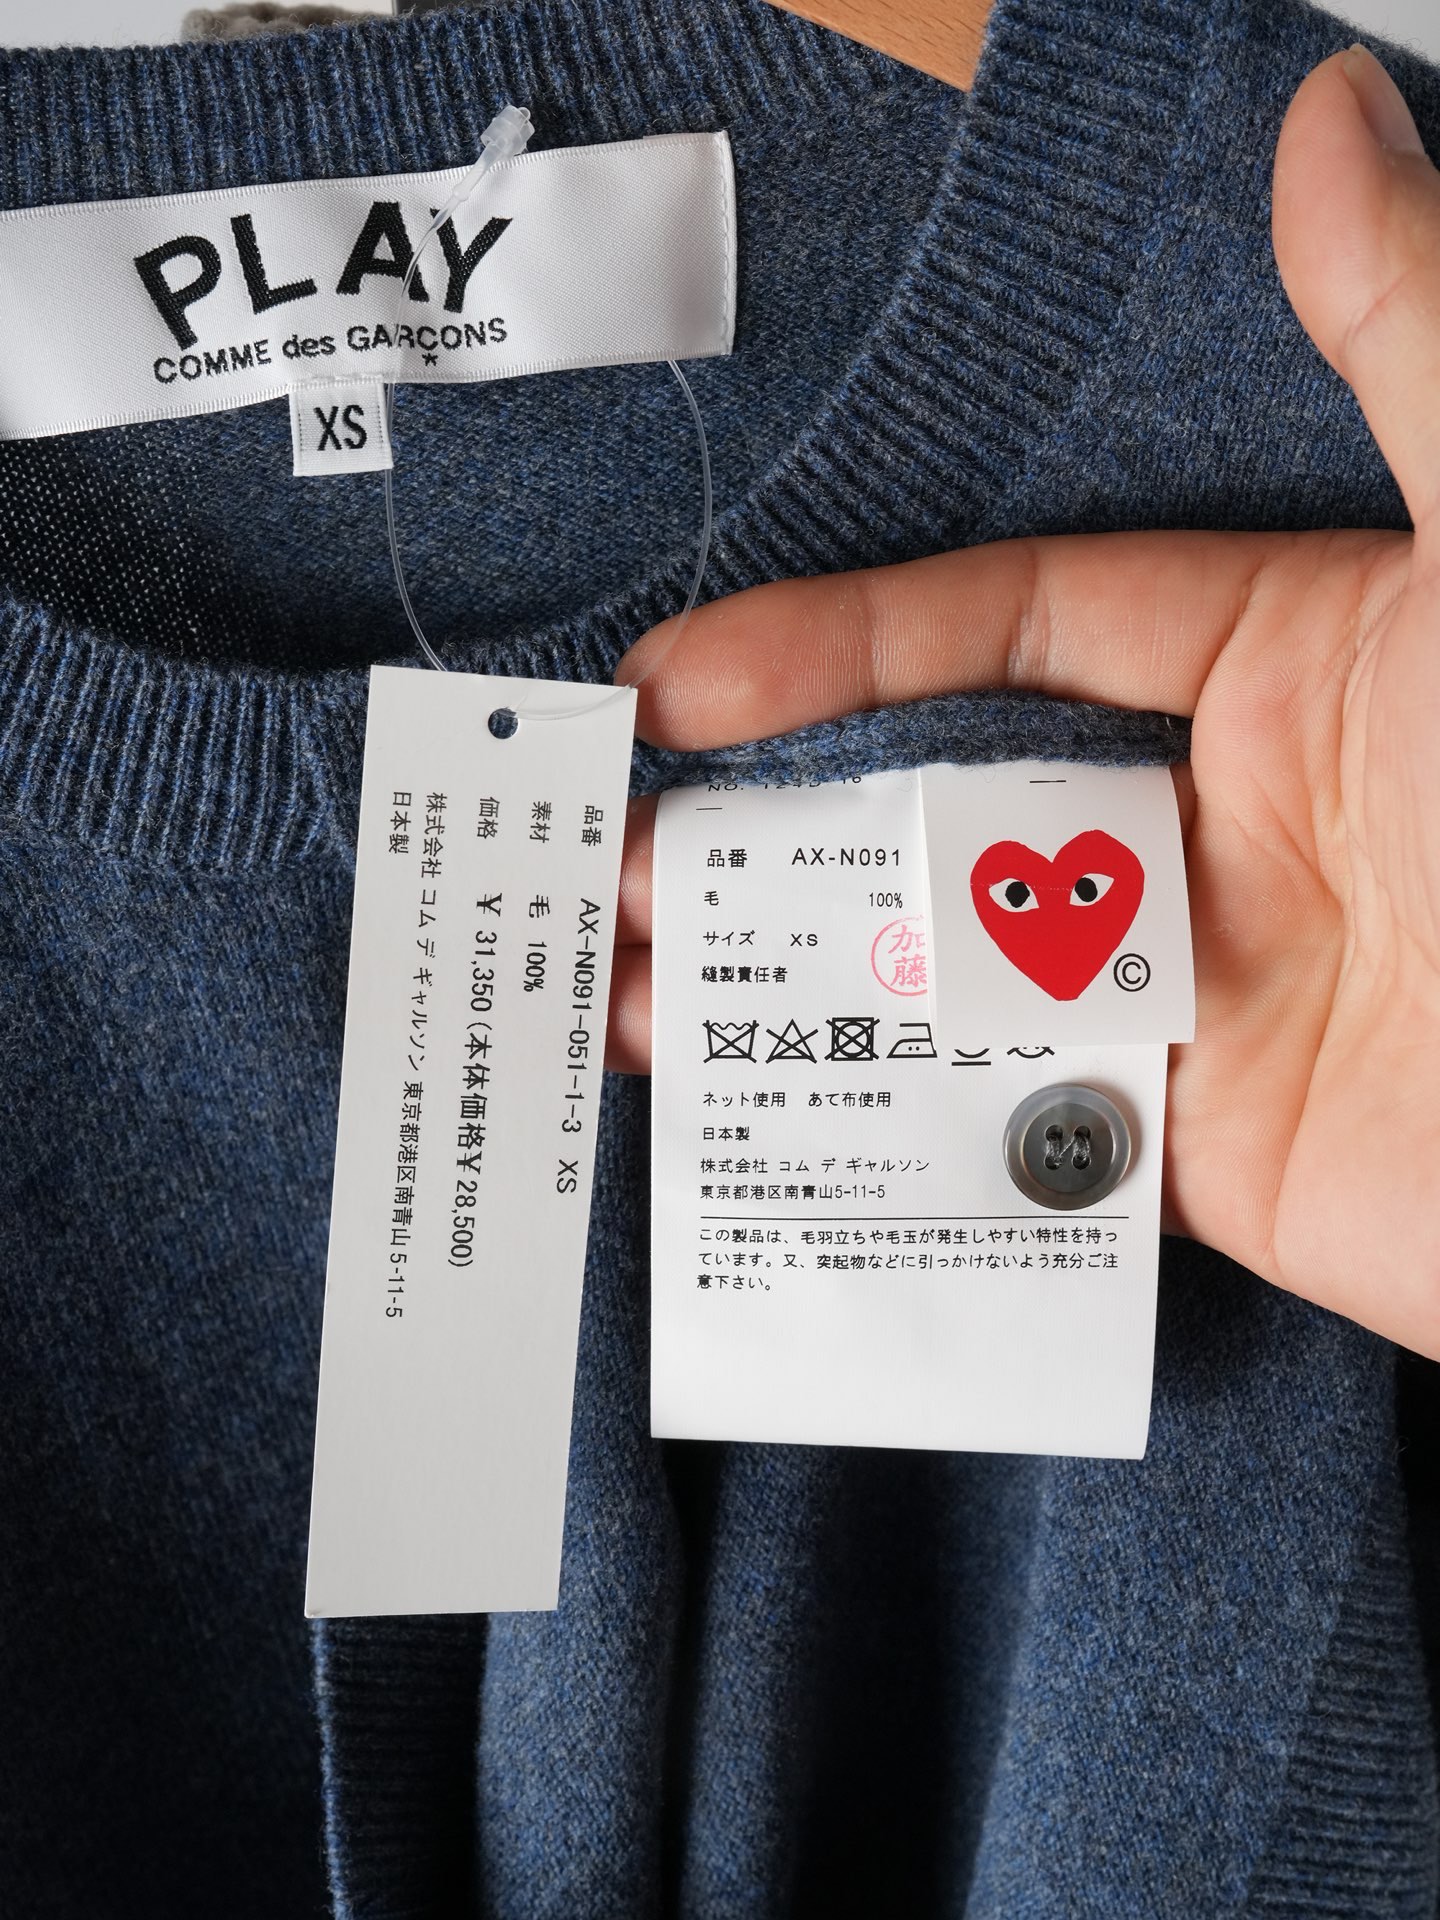 PLAY
COMME des GARÇONS
XS
品番 AX-N091-051-1-3 XS
素材 毛 100%
価格 ¥ 31,350 (本体価格¥ 28,500)
株式会社 コム デ ギャルソン 東京都港区南青山5-11-5
日本製
品番 AX-N091
毛 100%
サイズ XS
縫製責任者 加藤
©
ネット使用 あて布使用
日本製
株式会社 コム デ ギャルソン
東京都港区南青山5-11-5
この製品は、毛羽立ちや毛玉が発生しやすい特性を持っ
ています。又、突起物などに引っかけないよう充分ご注
意下さい。